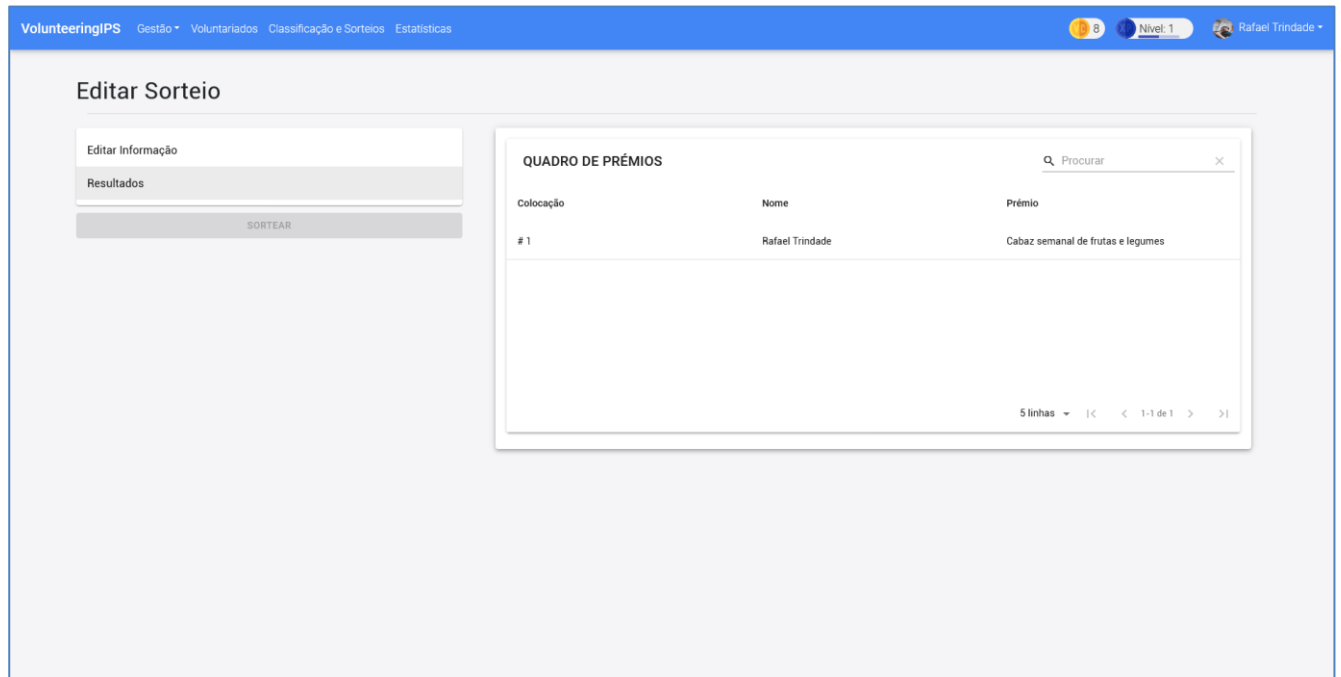 VolunteeringIPS Gestão Voluntariados Classificação e Sorteios Estatísticas 8 Nível: 1 Rafael Trindade
Editar Sorteio
Editar Informação
Resultados
SORTEAR
QUADRO DE PRÉMIOS Procurar
Colocação Nome Prémio
# 1 Rafael Trindade Cabaz semanal de frutas e legumes
5 linhas 1-1 de 1